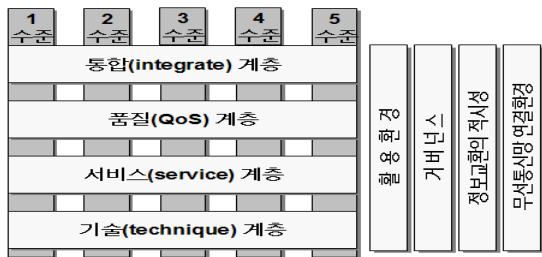 1 2 3 4 5
수준 수준 수준 수준 수준
통합(integrate) 계층
품질(QoS) 계층
서비스(service) 계층
기술(technique) 계층
활용환경
거버넌스
정보교환의 적시성
무선통신망 연결환경